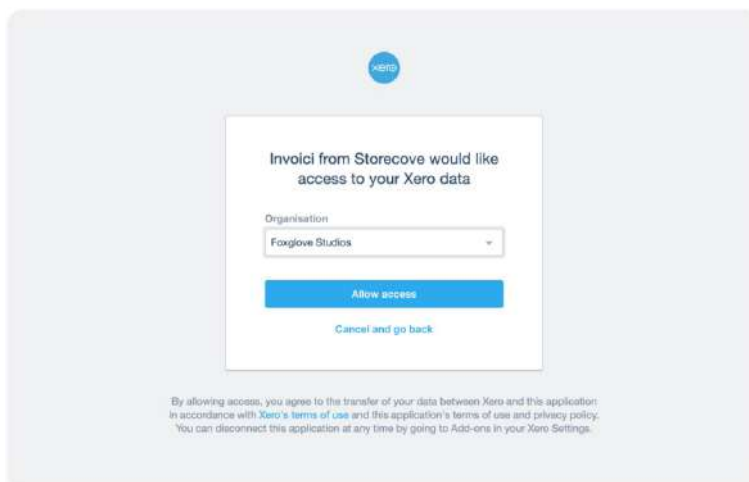 xero
Invoici from Storecove would like
access to your Xero data
Organisation
Foxglove Studios
Allow access
Cancel and go back
By allowing access, you agree to the transfer of your data between Xero and this application
in accordance with Xero's terms of use and this application's terms of use and privacy policy.
You can disconnect this application at any time by going to Add-ons in your Xero Settings.